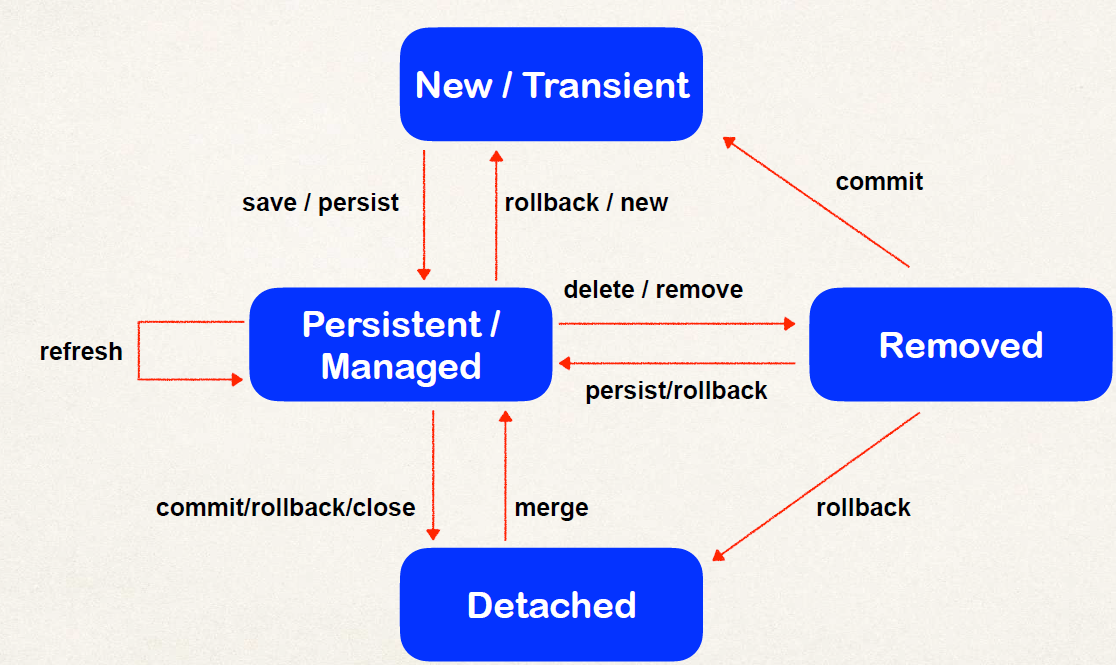 New / Transient
commit
save / persist
rollback / new
delete / remove
Persistent /
Managed
Removed
refresh
persist/rollback
commit/rollback/close
merge
rollback
Detached